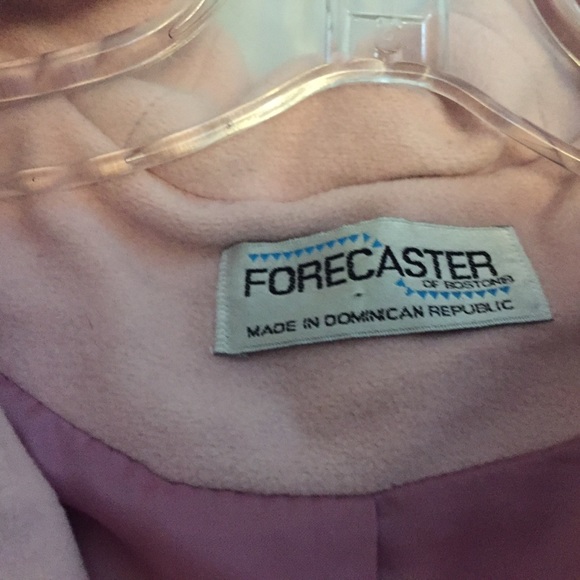 FORECASTER
OF BOSTON®
MADE IN DOMINICAN REPUBLIC